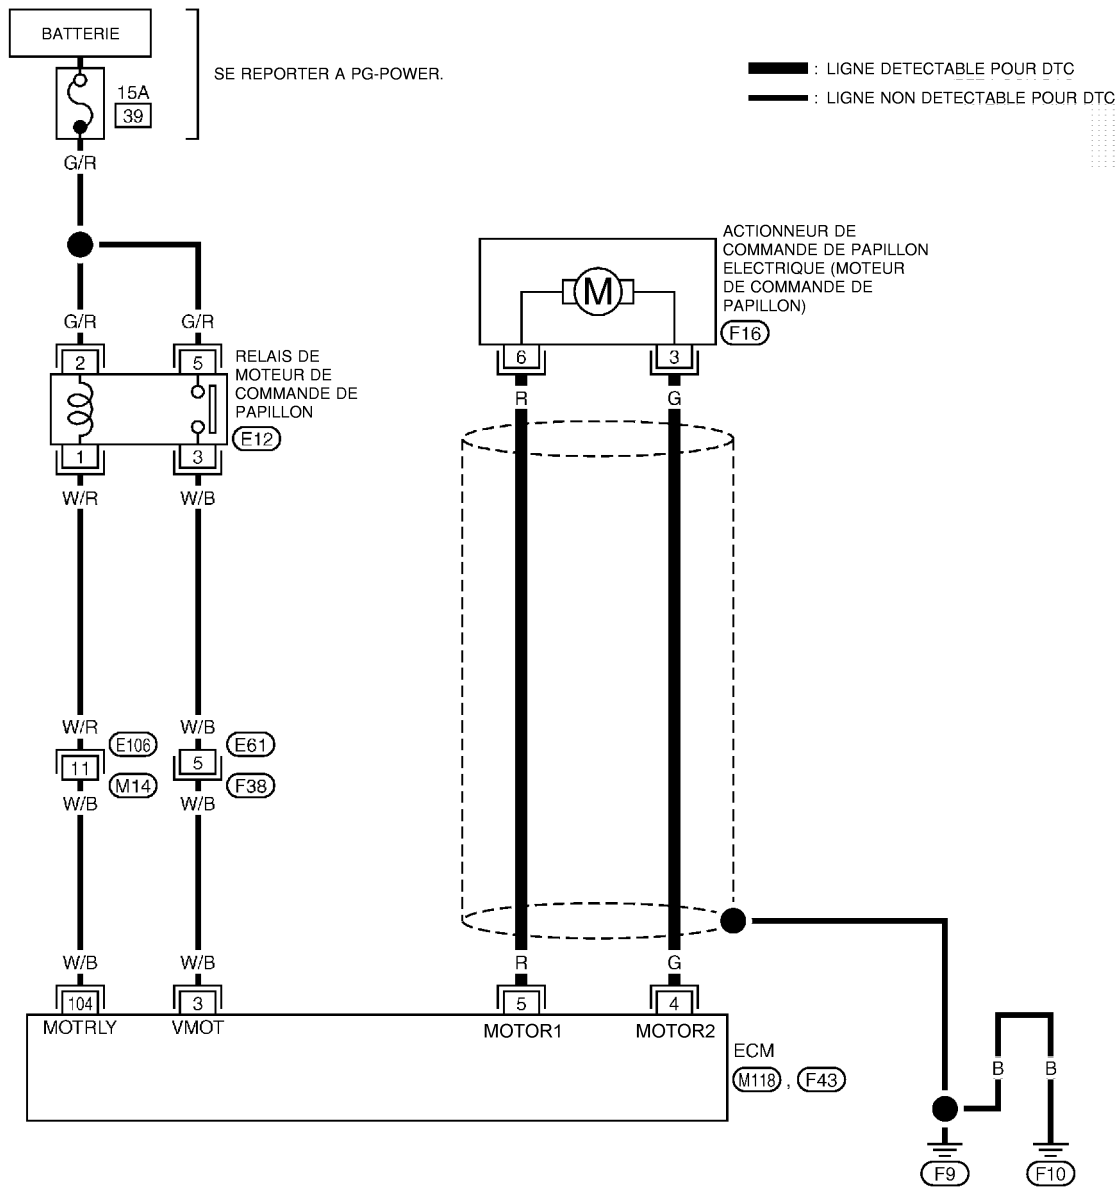 BATTERIE
SE REPORTER A PG-POWER.
15A
39
: LIGNE DETECTABLE POUR DTC
: LIGNE NON DETECTABLE POUR DTC
G/R
G/R
G/R
2
5
RELAIS DE
MOTEUR DE
COMMANDE DE
PAPILLON
E12
1
3
W/R
W/B
ACTIONNEUR DE
COMMANDE DE PAPILLON
ELECTRIQUE (MOTEUR
DE COMMANDE DE
PAPILLON)
F16
M
6
3
R
G
W/R
W/B
11
E106
M14
5
E61
F38
W/B
W/B
W/B
W/B
R
G
104
3
5
4
MOTRLY
VMOT
MOTOR1
MOTOR2
ECM
M118 , F43
B
B
F9
F10